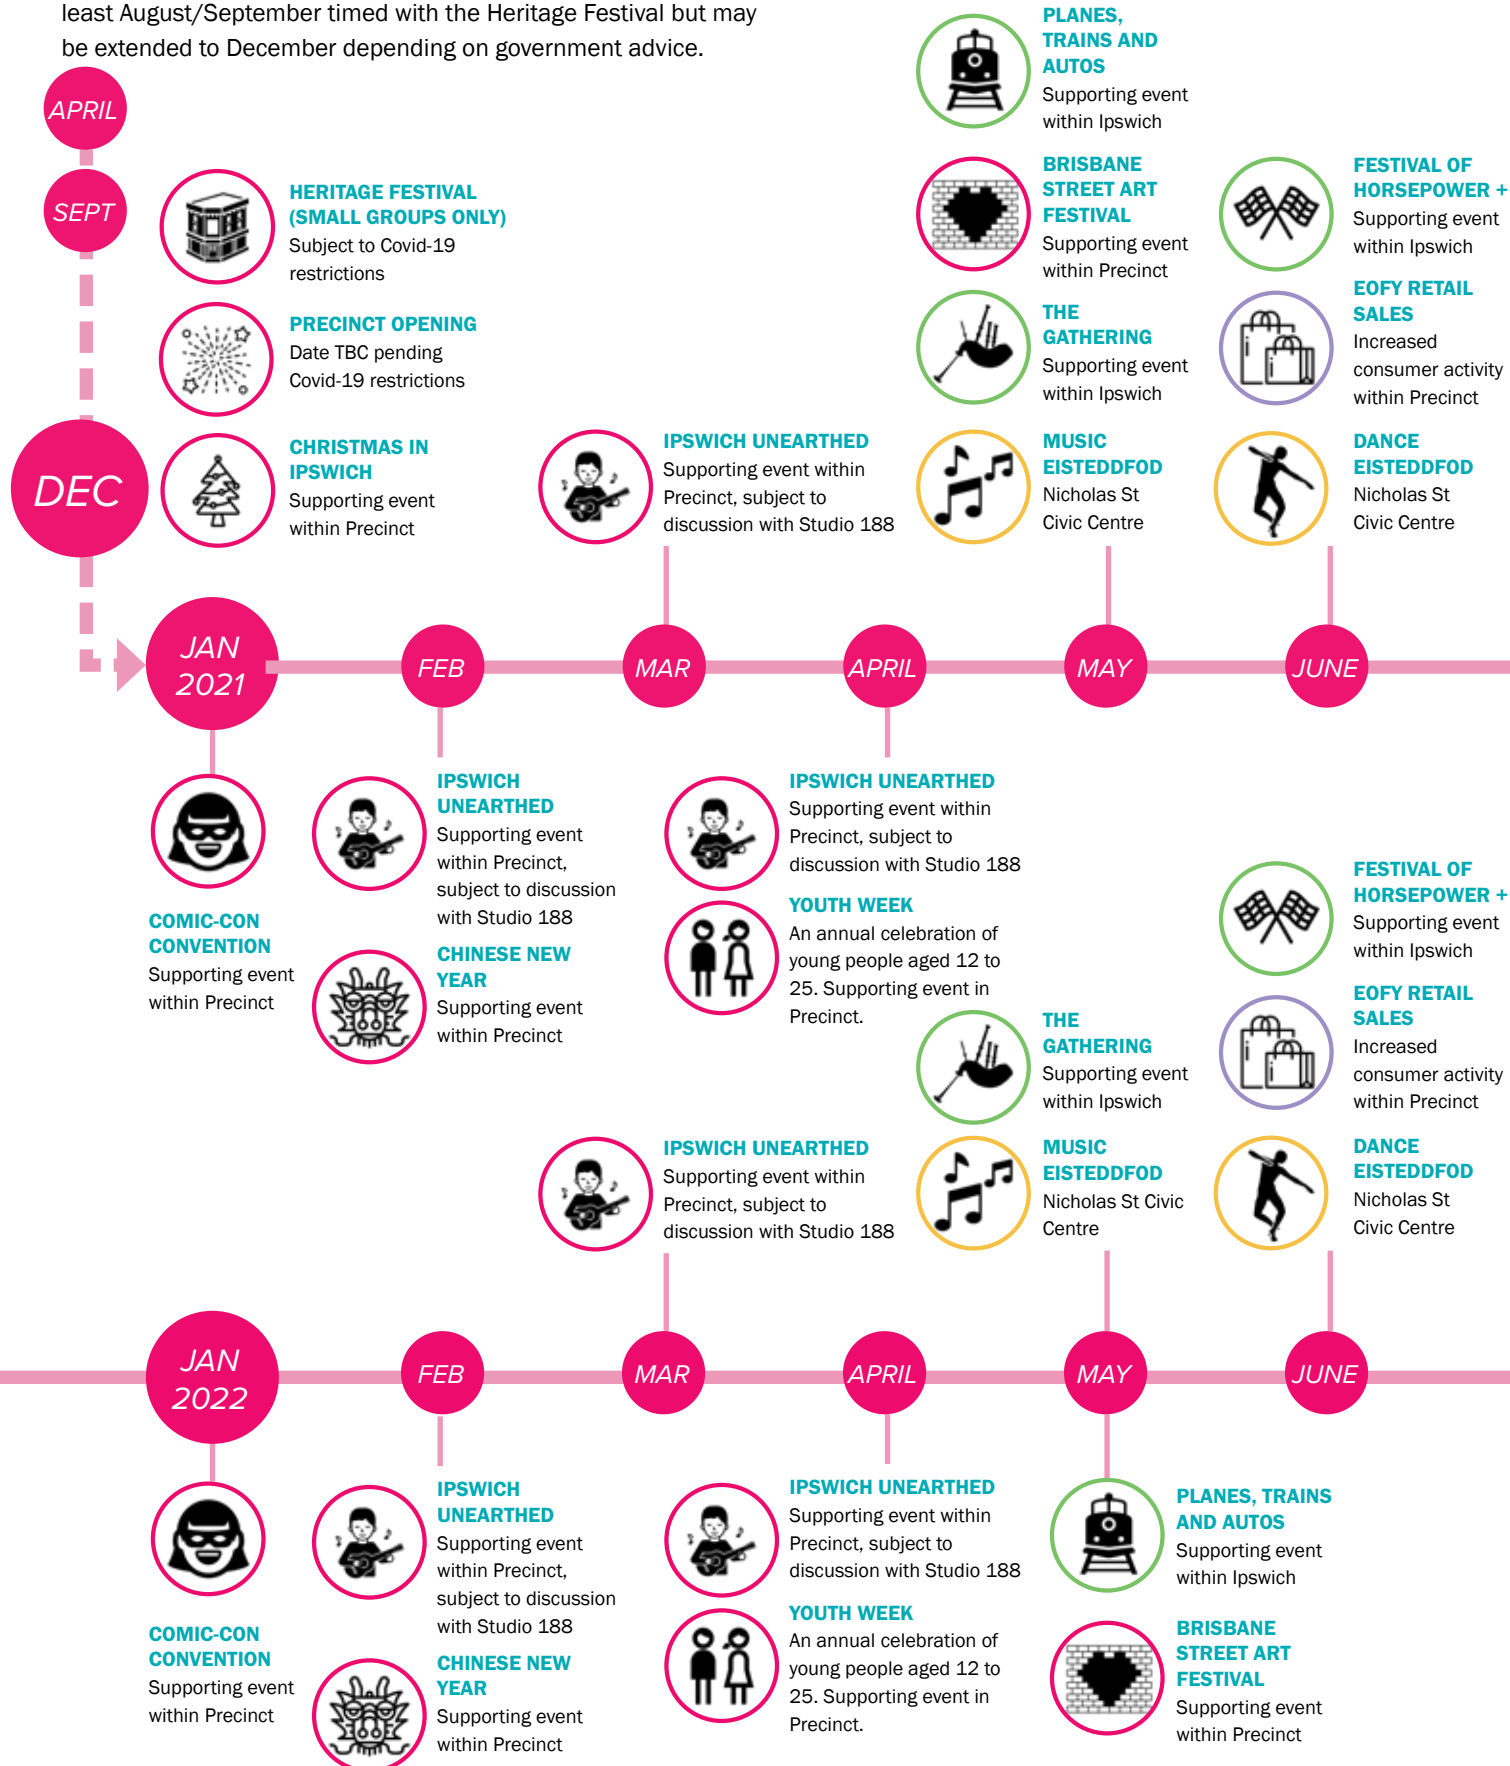 least August/September timed with the Heritage Festival but may
be extended to December depending on government advice.
APRIL
SEPT
DEC
HERITAGE FESTIVAL
(SMALL GROUPS ONLY)
Subject to Covid-19
restrictions
PRECINCT OPENING
Date TBC pending
Covid-19 restrictions
CHRISTMAS IN
IPSWICH
Supporting event
within Precinct
IPSWICH UNEARTHED
Supporting event within
Precinct, subject to
discussion with Studio 188
PLANES,
TRAINS AND
AUTOS
Supporting event
within Ipswich
BRISBANE
STREET ART
FESTIVAL
Supporting event
within Precinct
THE
GATHERING
Supporting event
within Ipswich
MUSIC
EISTEDDFOD
Nicholas St
Civic Centre
FESTIVAL OF
HORSEPOWER +
Supporting event
within Ipswich
EOFY RETAIL
SALES
Increased
consumer activity
within Precinct
DANCE
EISTEDDFOD
Nicholas St
Civic Centre
JAN
2021
FEB
MAR
APRIL
MAY
JUNE
COMIC-CON
CONVENTION
Supporting event
within Precinct
IPSWICH
UNEARTHED
Supporting event
within Precinct,
subject to discussion
with Studio 188
CHINESE NEW
YEAR
Supporting event
within Precinct
IPSWICH UNEARTHED
Supporting event within
Precinct, subject to
discussion with Studio 188
YOUTH WEEK
An annual celebration of
young people aged 12 to
25. Supporting event in
Precinct.
IPSWICH UNEARTHED
Supporting event within
Precinct, subject to
discussion with Studio 188
THE
GATHERING
Supporting event
within Ipswich
MUSIC
EISTEDDFOD
Nicholas St Civic
Centre
FESTIVAL OF
HORSEPOWER +
Supporting event
within Ipswich
EOFY RETAIL
SALES
Increased
consumer activity
within Precinct
DANCE
EISTEDDFOD
Nicholas St
Civic Centre
JAN
2022
FEB
MAR
APRIL
MAY
JUNE
COMIC-CON
CONVENTION
Supporting event
within Precinct
IPSWICH
UNEARTHED
Supporting event
within Precinct,
subject to discussion
with Studio 188
CHINESE NEW
YEAR
Supporting event
within Precinct
IPSWICH UNEARTHED
Supporting event within
Precinct, subject to
discussion with Studio 188
YOUTH WEEK
An annual celebration of
young people aged 12 to
25. Supporting event in
Precinct.
PLANES, TRAINS
AND AUTOS
Supporting event
within Ipswich
BRISBANE
STREET ART
FESTIVAL
Supporting event
within Precinct